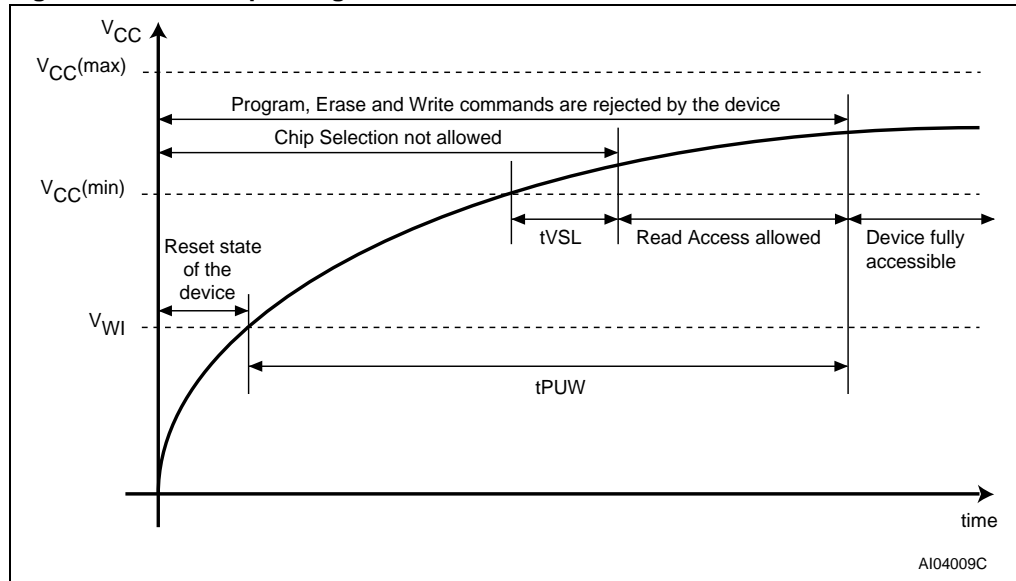 VCC
VCC(max)
Program, Erase and Write commands are rejected by the device
Chip Selection not allowed
VCC(min)
tVSL
Read Access allowed
Device fully
accessible
Reset state
of the
device
VWI
tPUW
time
AI04009C